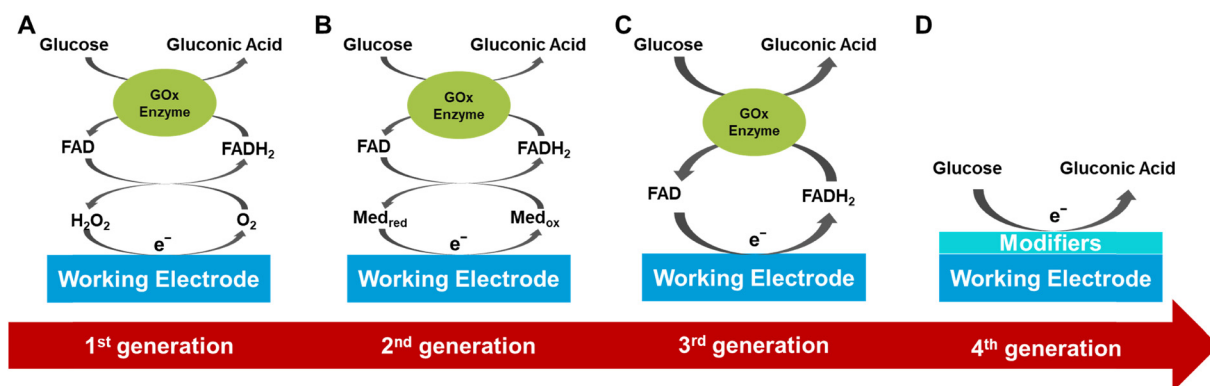 A
Glucose
Gluconic Acid
GOx
Enzyme
FAD
FADH₂
H₂O₂
O₂
e⁻
Working Electrode
1st generation
B
Glucose
Gluconic Acid
GOx
Enzyme
FAD
FADH₂
Medred
Medox
e⁻
Working Electrode
2nd generation
C
Glucose
Gluconic Acid
GOx
Enzyme
FAD
FADH₂
e⁻
Working Electrode
3rd generation
D
Glucose
Gluconic Acid
e⁻
Modifiers
Working Electrode
4th generation